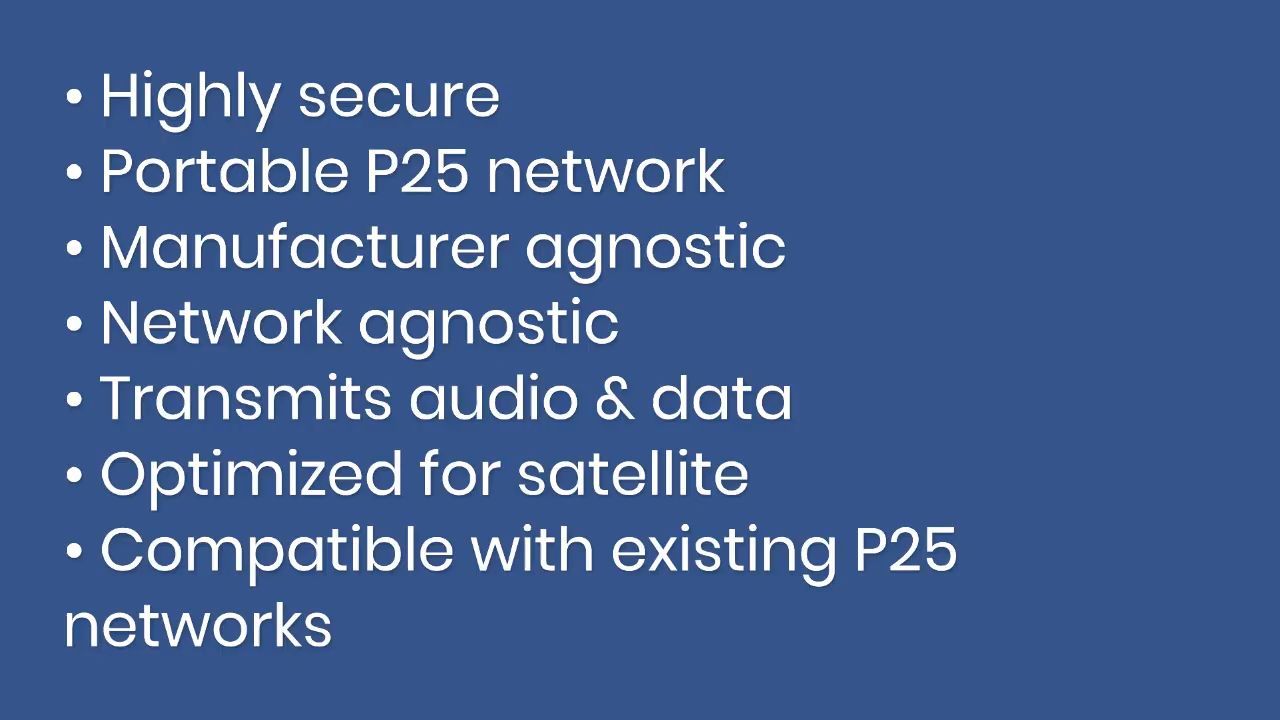 • Highly secure
• Portable P25 network
• Manufacturer agnostic
• Network agnostic
• Transmits audio & data
• Optimized for satellite
• Compatible with existing P25
networks